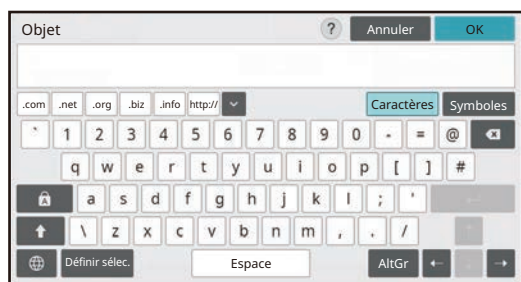 Objet ? Annuler OK
.com .net .org .biz .info http:// Caractères Symboles
` 1 2 3 4 5 6 7 8 9 0 - = @
q w e r t y u i o p [ ] #
A a s d f g h j k l ; '
\ z x c v b n m , . /
Définir sélec. Espace AltGr ← →